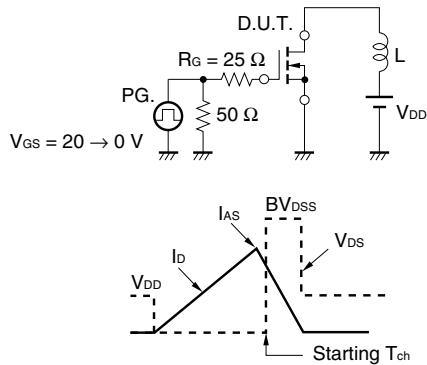 D.U.T.
RG = 25 Ω
L
PG.
50 Ω
VDD
VGS = 20 → 0 V
BVDSS
IAS
VDS
ID
VDD
Starting Tch